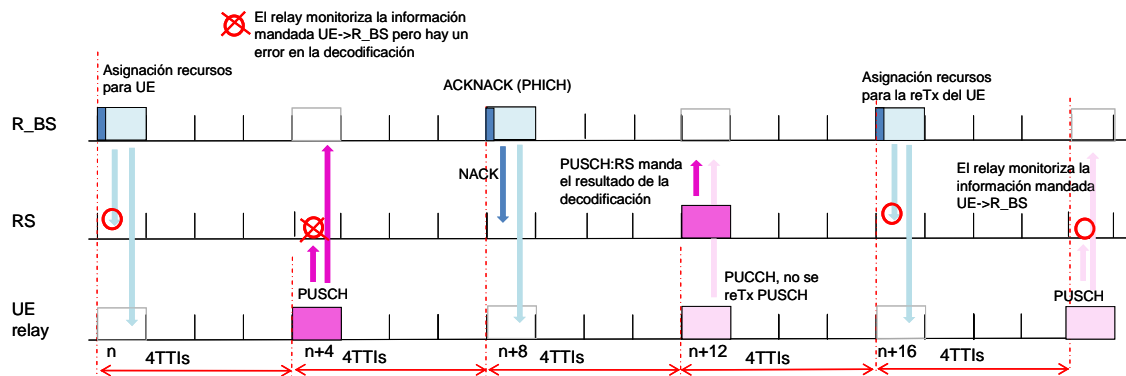 El relay monitoriza la información
mandada UE->R_BS pero hay un
error en la decodificación
Asignación recursos
para UE
ACKNACK (PHICH)
Asignación recursos
para la reTx del UE
R_BS
NACK
PUSCH:RS manda
el resultado de la
decodificación
El relay monitoriza la
información mandada
UE->R_BS
RS
PUSCH
PUCCH, no se
reTx PUSCH
PUSCH
UE
relay
n
4TTIs
n+4
4TTIs
n+8
4TTIs
n+12
4TTIs
n+16
4TTIs